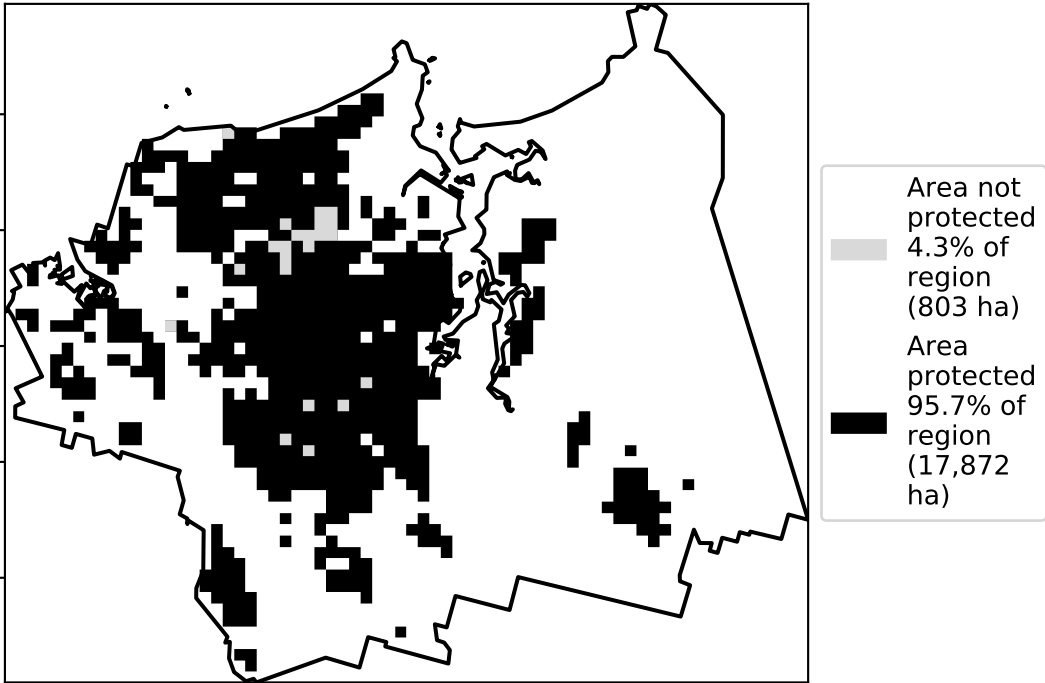 Area not
protected
4.3% of
region
(803 ha)
Area
protected
95.7% of
region
(17,872
ha)